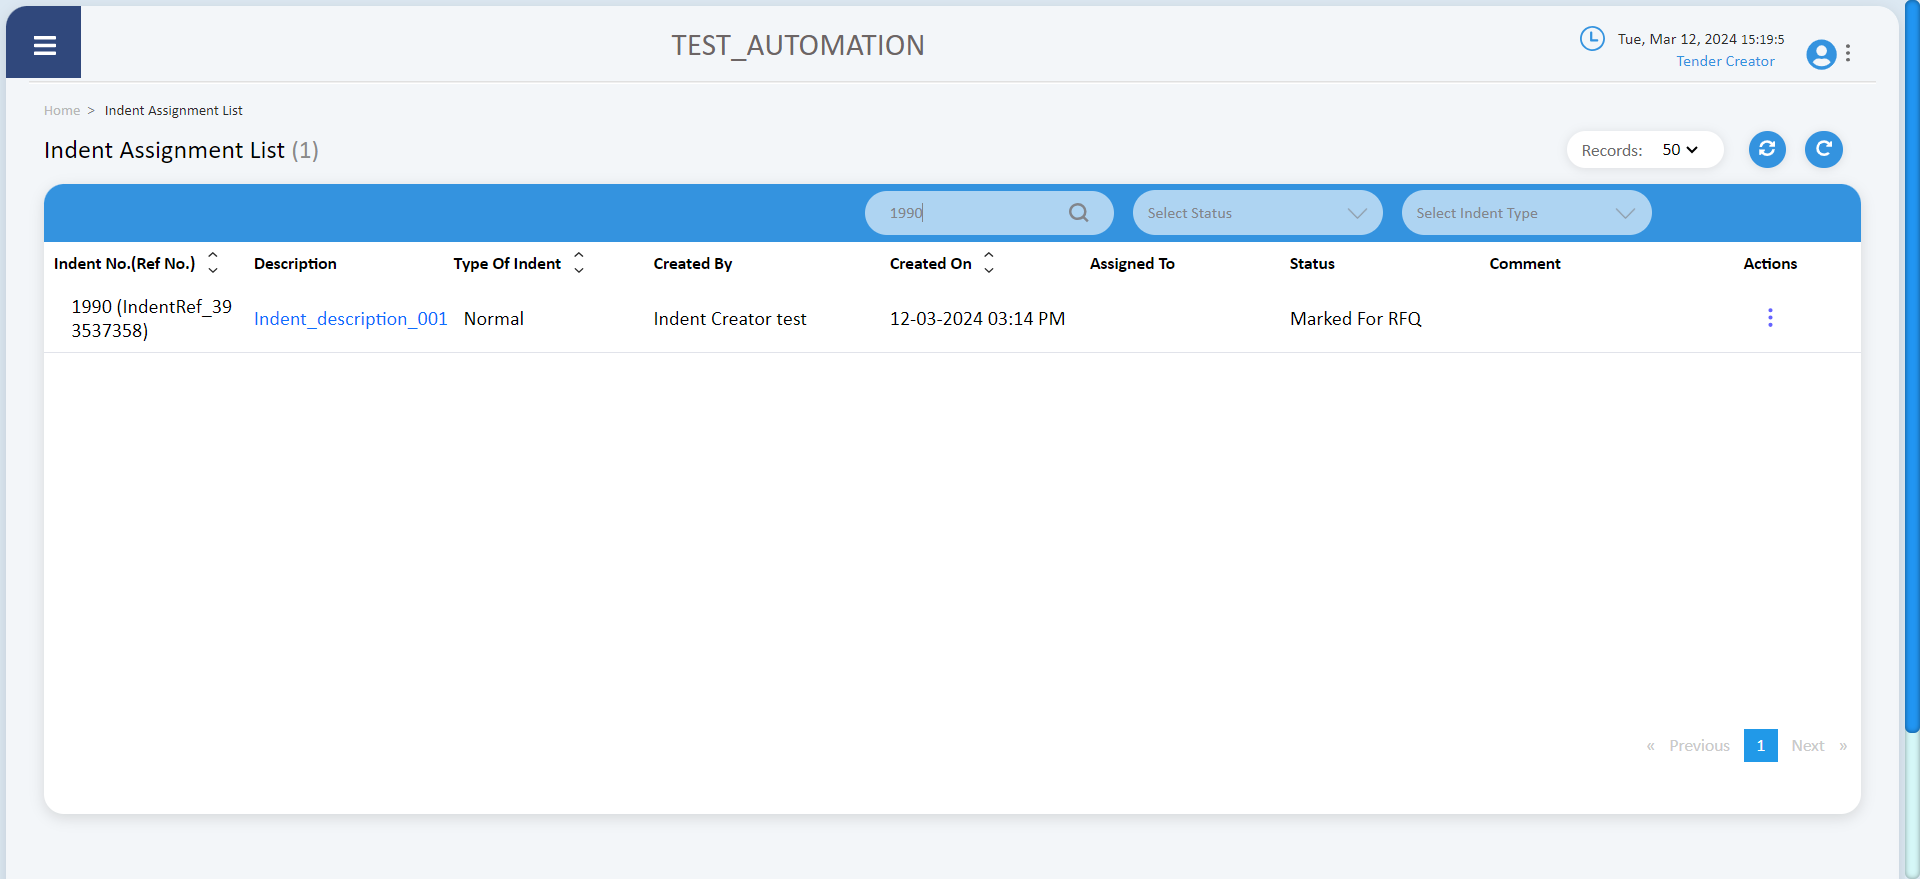 TEST_AUTOMATION
Tue, Mar 12, 2024 15:19:5
Tender Creator
Home > Indent Assignment List
Indent Assignment List (1)
Records: 50
1990
Select Status
Select Indent Type
Indent No.(Ref No.) Description Type Of Indent Created By Created On Assigned To Status Comment Actions
1990 (IndentRef_39
3537358)
Indent_description_001 Normal Indent Creator test 12-03-2024 03:14 PM Marked For RFQ
« Previous 1 Next »